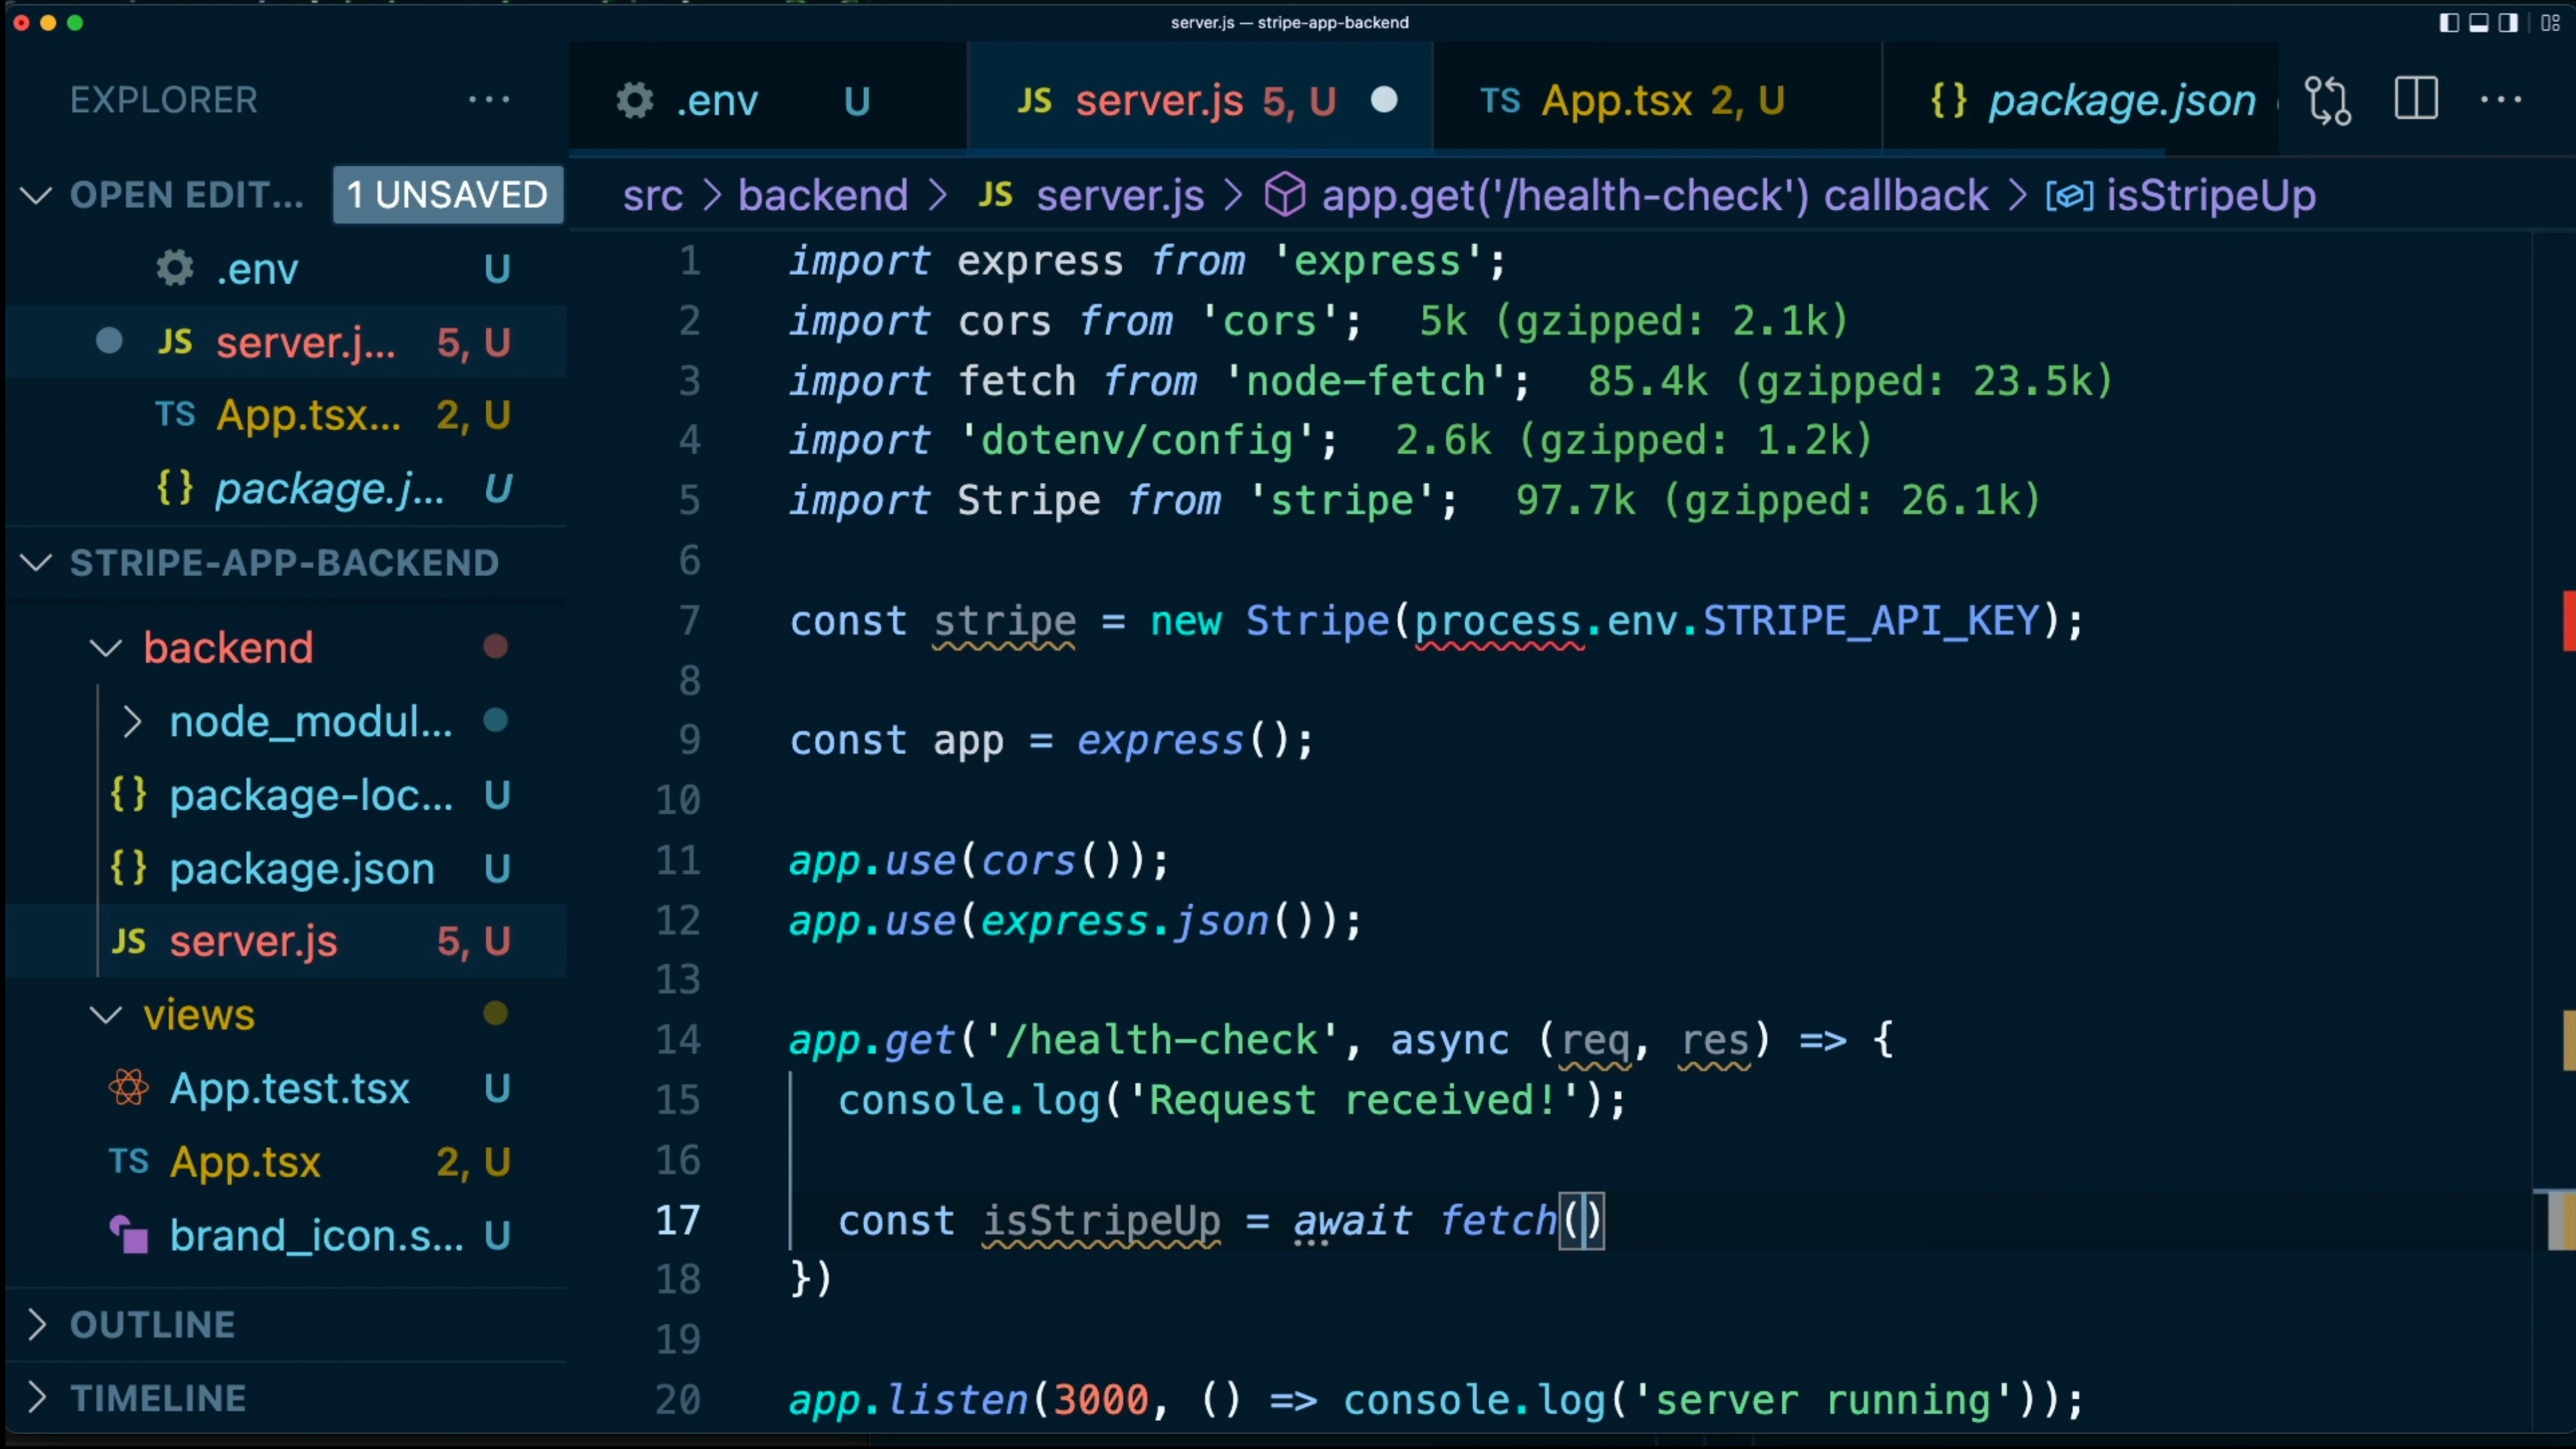 server.js — stripe-app-backend
EXPLORER
.env U
JS server.js 5, U
TS App.tsx 2, U
{} package.json
OPEN EDIT... 1 UNSAVED
src > backend > JS server.js > app.get('/health-check') callback > isStripeUp
.env U
JS server.j... 5, U
TS App.tsx... 2, U
{} package.j... U
STRIPE-APP-BACKEND
backend
node_modul...
{} package-loc... U
{} package.json U
JS server.js 5, U
views
App.test.tsx U
TS App.tsx 2, U
brand_icon.s... U
OUTLINE
TIMELINE
1 import express from 'express';
2 import cors from 'cors'; 5k (gzipped: 2.1k)
3 import fetch from 'node-fetch'; 85.4k (gzipped: 23.5k)
4 import 'dotenv/config'; 2.6k (gzipped: 1.2k)
5 import Stripe from 'stripe'; 97.7k (gzipped: 26.1k)
6
7 const stripe = new Stripe(process.env.STRIPE_API_KEY);
8
9 const app = express();
10
11 app.use(cors());
12 app.use(express.json());
13
14 app.get('/health-check', async (req, res) => {
15 console.log('Request received!');
16
17 const isStripeUp = await fetch()
18 })
19
20 app.listen(3000, () => console.log('server running'));